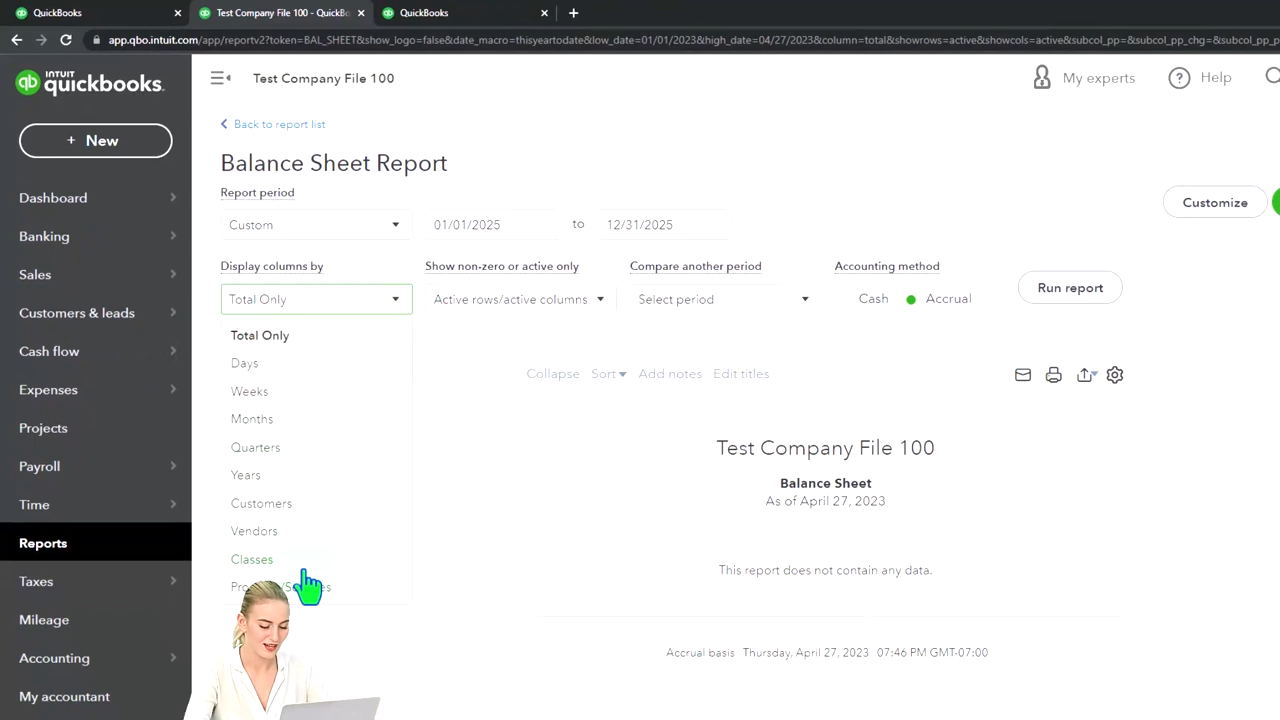 QuickBooks
Test Company File 100 - QuickBo
QuickBooks
app.qbo.intuit.com/app/reportv2?token=BAL_SHEET&show_logo=false&date_macro=thisyeartodate&low_date=01/01/2023&high_date=04/27/2023&column=total&showrows=active&showcols=active&subcol_pp=&subcol_pp_chg=&subcol_pp_
INTUIT
quickbooks.
Test Company File 100
My experts
Help
+ New
Back to report list
Balance Sheet Report
Report period
Custom
01/01/2025
to
12/31/2025
Customize
Display columns by
Show non-zero or active only
Compare another period
Accounting method
Total Only
Active rows/active columns
Select period
Cash
Accrual
Run report
Total Only
Days
Weeks
Months
Quarters
Years
Customers
Vendors
Classes
Dashboard
Banking
Sales
Customers & leads
Cash flow
Expenses
Projects
Payroll
Time
Reports
Taxes
Mileage
Accounting
My accountant
Collapse
Sort
Add notes
Edit titles
Test Company File 100
Balance Sheet
As of April 27, 2023
This report does not contain any data.
Accrual basis Thursday, April 27, 2023 07:46 PM GMT-07:00